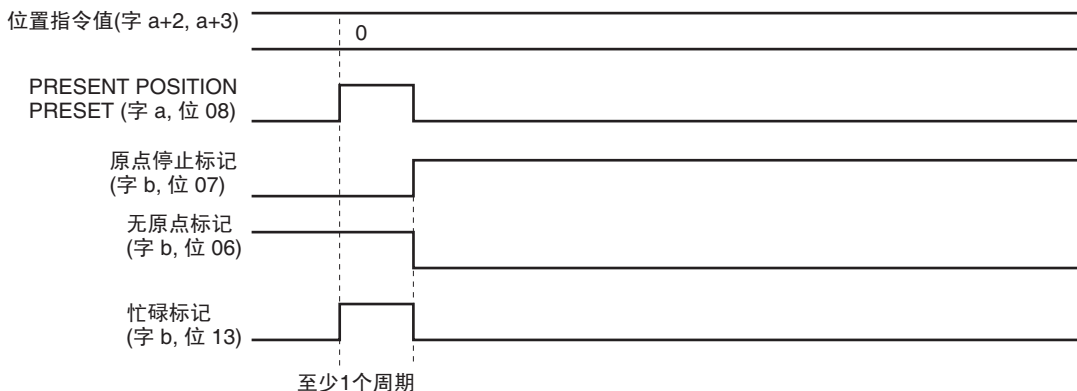 位置指令值(字 a+2, a+3)
0
PRESENT POSITION
PRESET (字 a, 位 08)
原点停止标记
(字 b, 位 07)
无原点标记
(字 b, 位 06)
忙碌标记
(字 b, 位 13)
至少1个周期